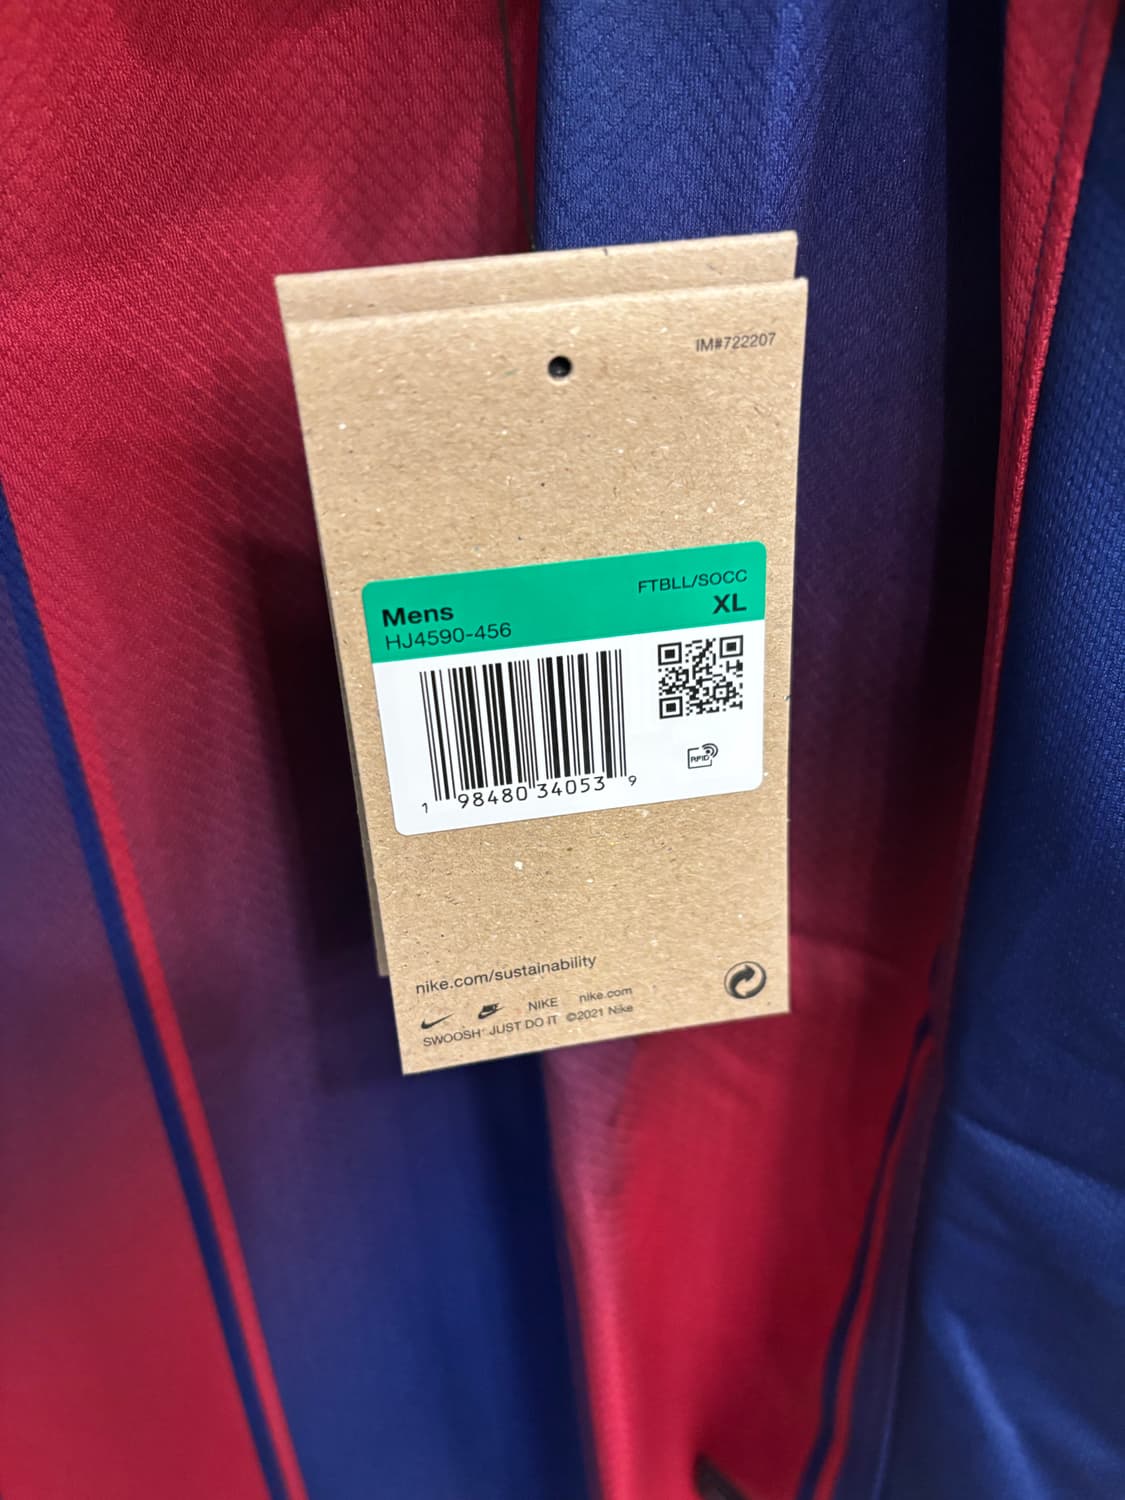 IM#722207
FTBLL/SOCC
Mens XL
HJ4590-456
RFID
1 98480 34053 9
nike.com/sustainability
NIKE nike.com
SWOOSH JUST DO IT ©2021 Nike